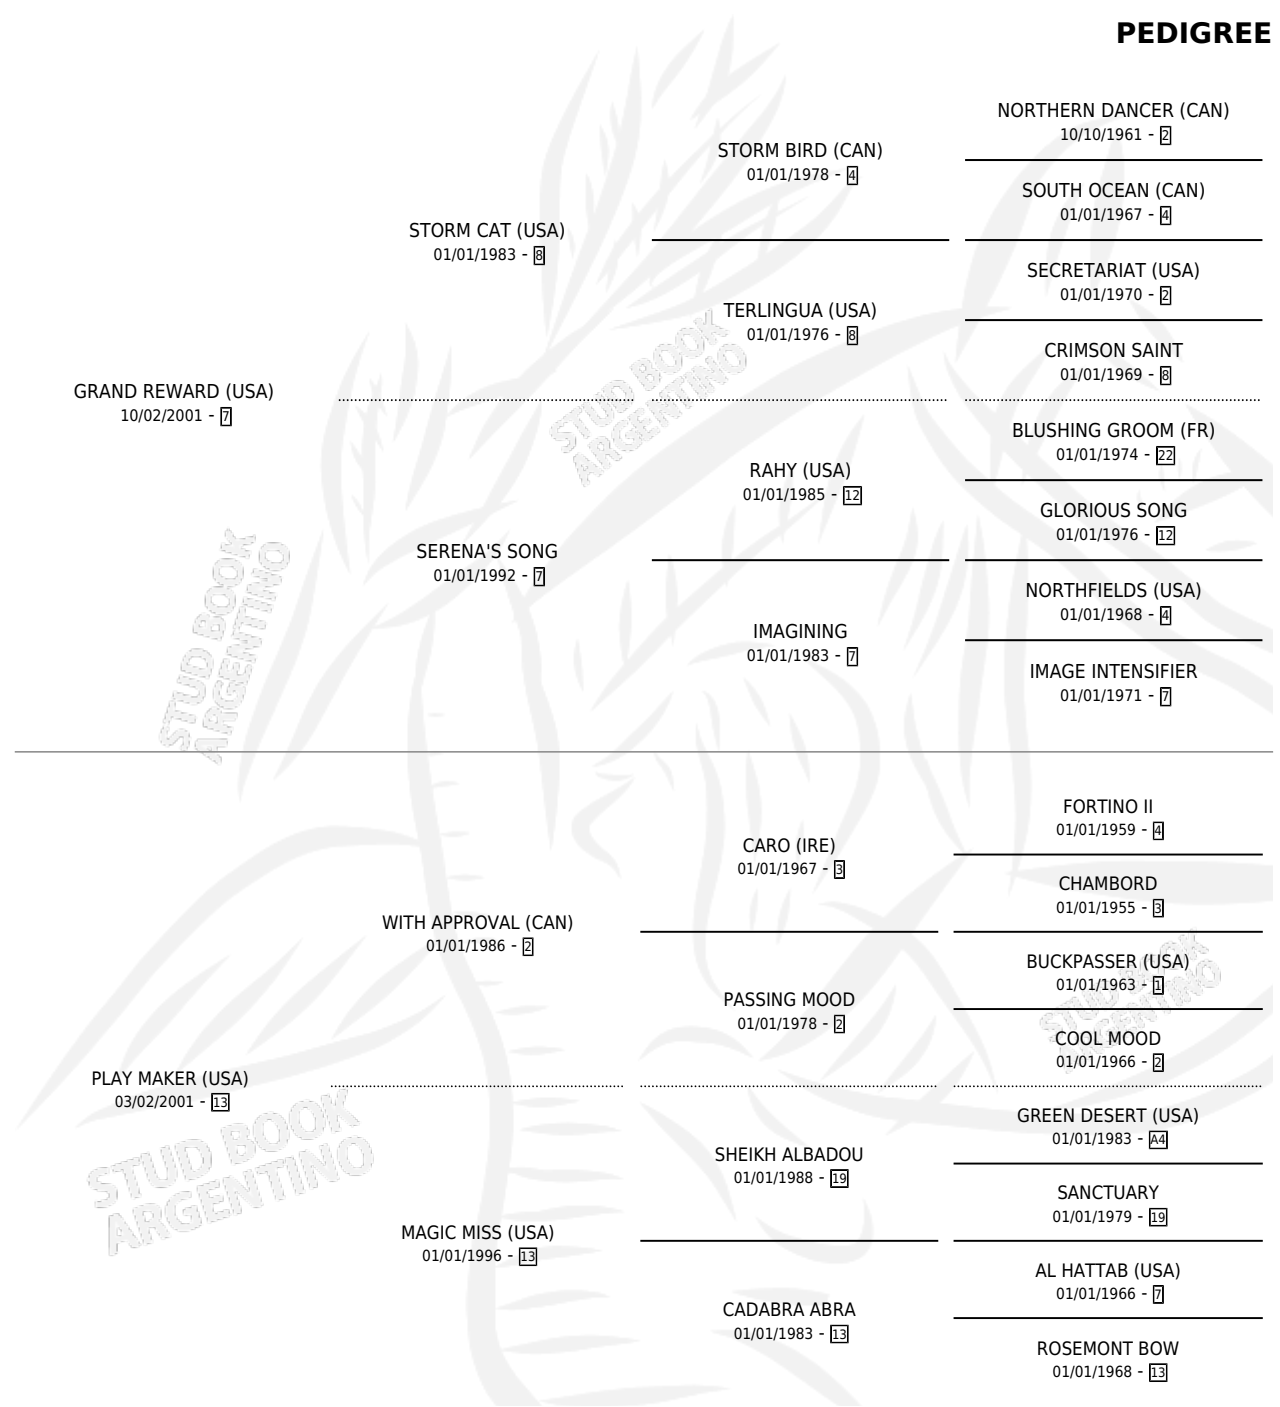 PEDIGREE
NORTHERN DANCER (CAN)
10/10/1961 - 2
STORM BIRD (CAN)
01/01/1978 - 4
SOUTH OCEAN (CAN)
01/01/1967 - 4
STORM CAT (USA)
01/01/1983 - 8
SECRETARIAT (USA)
01/01/1970 - 2
TERLINGUA (USA)
01/01/1976 - 8
CRIMSON SAINT
01/01/1969 - 8
GRAND REWARD (USA)
10/02/2001 - 7
BLUSHING GROOM (FR)
01/01/1974 - 22
RAHY (USA)
01/01/1985 - 12
GLORIOUS SONG
01/01/1976 - 12
SERENA'S SONG
01/01/1992 - 7
NORTHFIELDS (USA)
01/01/1968 - 4
IMAGINING
01/01/1983 - 7
IMAGE INTENSIFIER
01/01/1971 - 7
FORTINO II
01/01/1959 - 4
CARO (IRE)
01/01/1967 - 3
CHAMBORD
01/01/1955 - 3
WITH APPROVAL (CAN)
01/01/1986 - 2
BUCKPASSER (USA)
01/01/1963 - 1
PASSING MOOD
01/01/1978 - 2
COOL MOOD
01/01/1966 - 2
PLAY MAKER (USA)
03/02/2001 - 13
GREEN DESERT (USA)
01/01/1983 - A4
SHEIKH ALBADOU
01/01/1988 - 19
SANCTUARY
01/01/1979 - 19
MAGIC MISS (USA)
01/01/1996 - 13
AL HATTAB (USA)
01/01/1966 - 7
CADABRA ABRA
01/01/1983 - 13
ROSEMONT BOW
01/01/1968 - 13
STUD BOOK
ARGENTINO
STUD BOOK
ARGENTINO
STUD BOOK
ARGENTINO
STUD BOOK
ARGENTINO